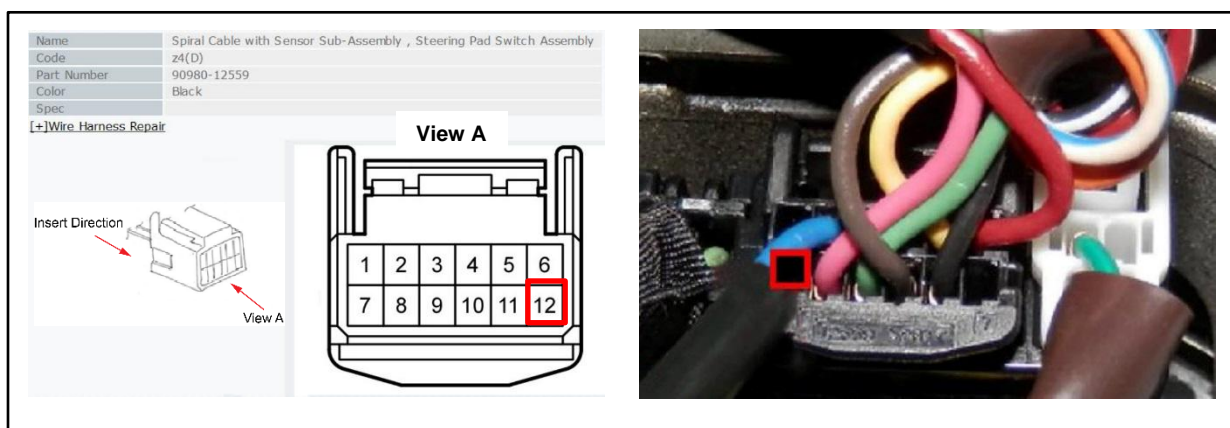 Name Spiral Cable with Sensor Sub-Assembly , Steering Pad Switch Assembly
Code z4(D)
Part Number 90980-12559
Color Black
Spec
[+]Wire Harness Repair
View A
Insert Direction
View A
1 2 3 4 5 6
7 8 9 10 11 12
7